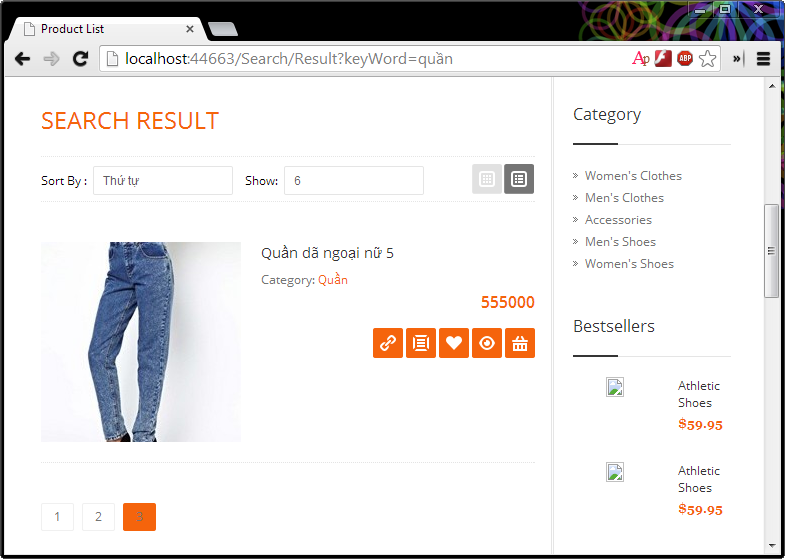 Product List
localhost:44663/Search/Result?keyWord=quần
Ap
ABP
SEARCH RESULT
Sort By :
Thứ tự
Show:
6
Quần dã ngoại nữ 5
Category: Quần
555000
1
2
3
Category
Women's Clothes
Men's Clothes
Accessories
Men's Shoes
Women's Shoes
Bestsellers
Athletic
Shoes
$59.95
Athletic
Shoes
$59.95